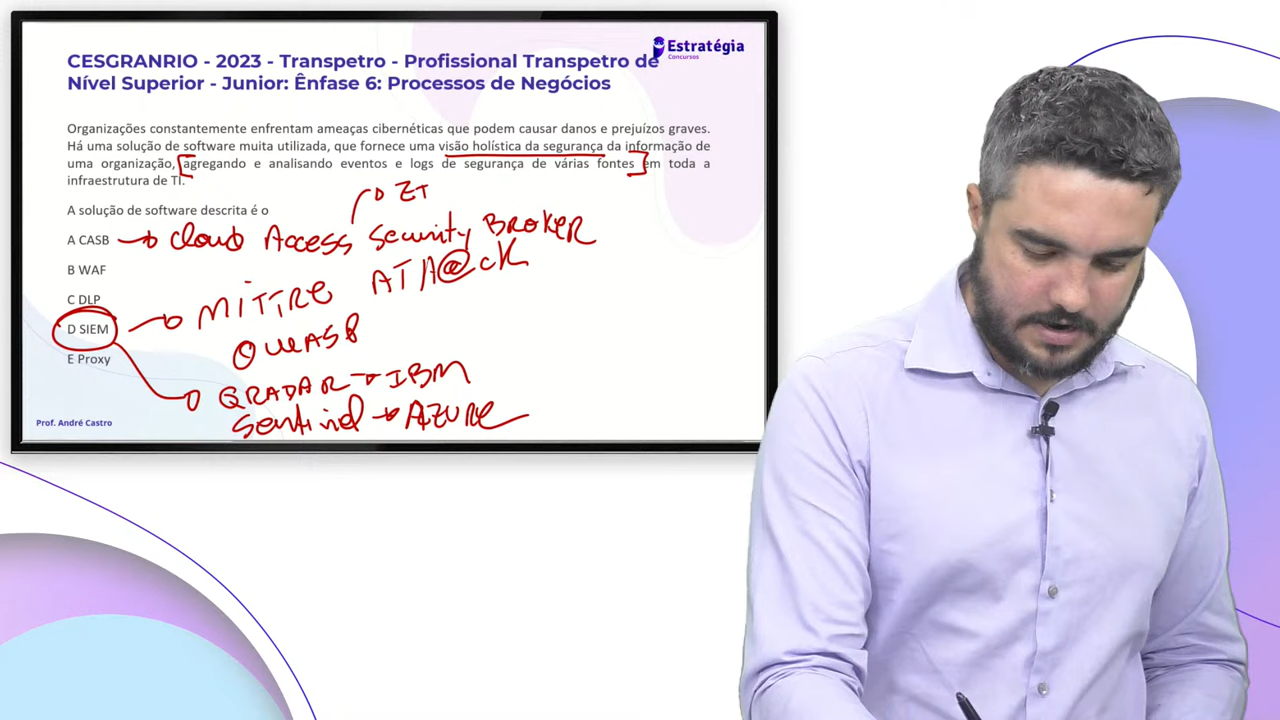 CESGRANRIO - 2023 - Transpetro - Profissional Transpetro de
Nível Superior - Junior: Ênfase 6: Processos de Negócios
Estratégia
Concursos
Organizações constantemente enfrentam ameaças cibernéticas que podem causar danos e prejuízos graves.
Há uma solução de software muita utilizada, que fornece uma visão holística da segurança da informação de
uma organização, agregando e analisando eventos e logs de segurança de várias fontes em toda a
infraestrutura de TI.
ZT
A solução de software descrita é o
A CASB
Cloud Access Security BROKER
B WAF
MITTRE ATA@cK
C DLP
D SIEM
OWASP
E Proxy
QRADAR IBM
Sentinel AZURE
Prof. André Castro